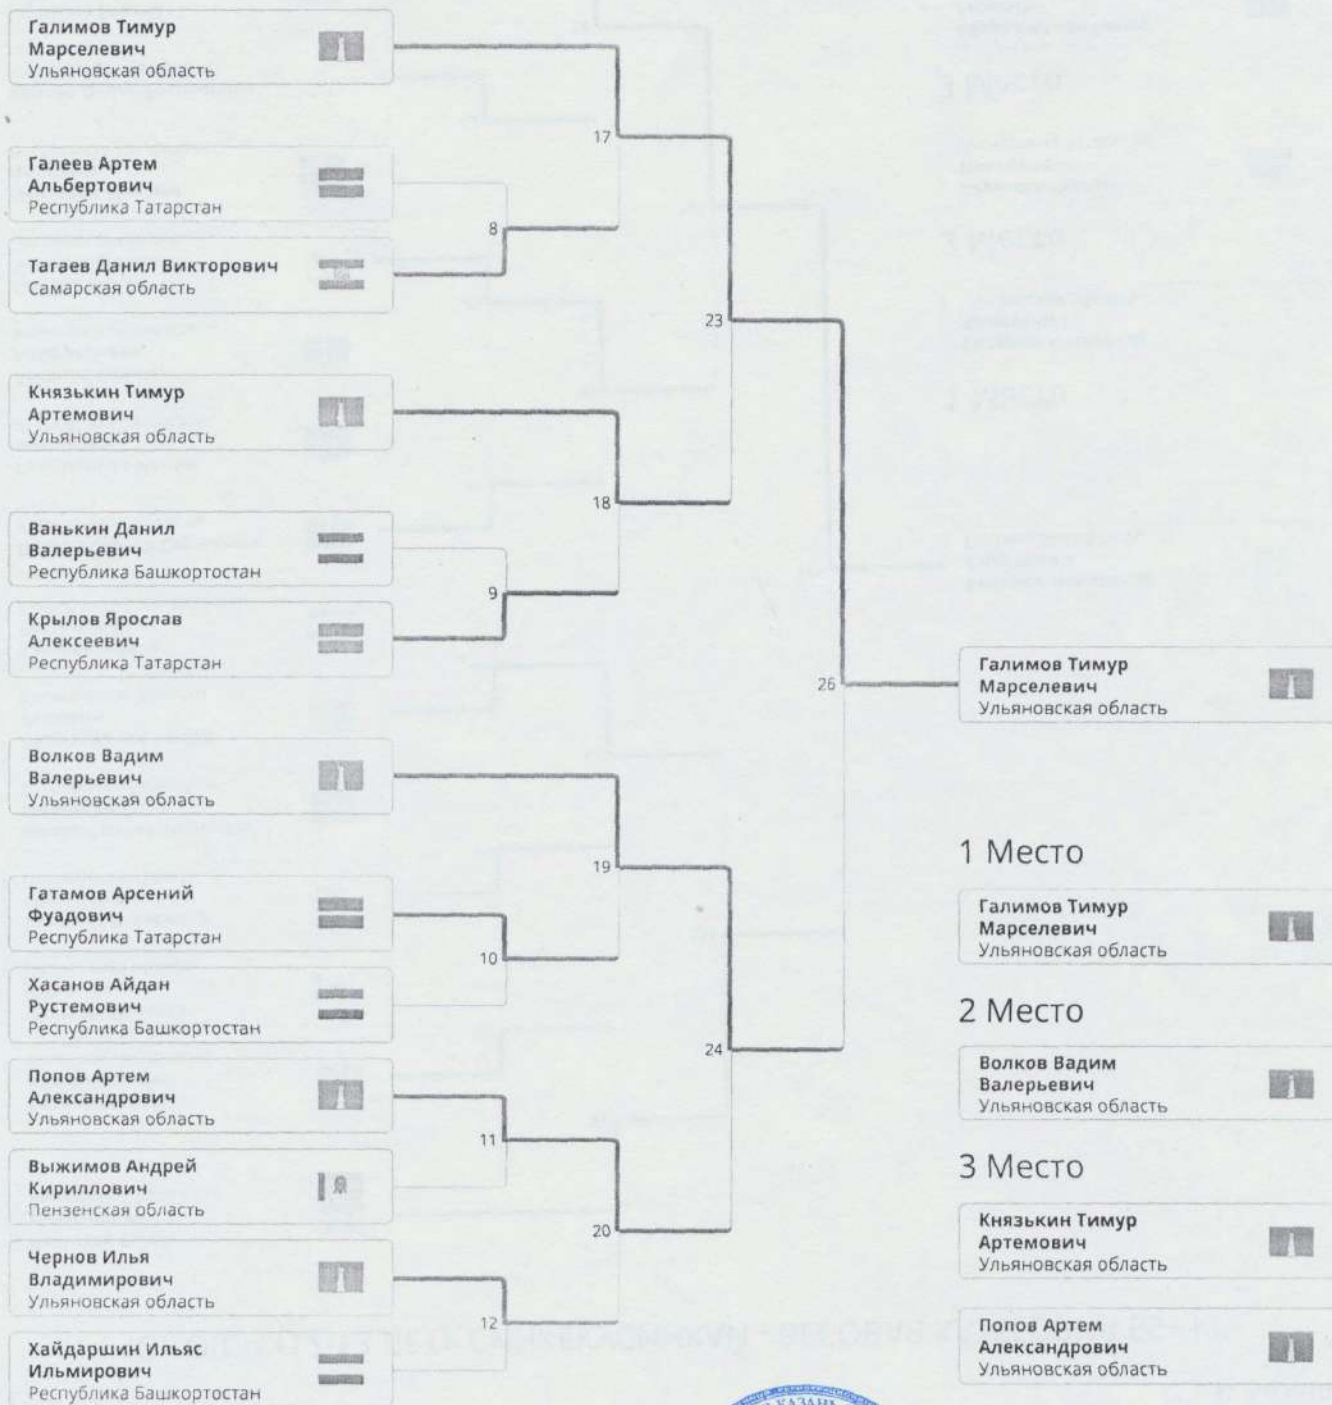 Галимов Тимур
Марселевич
Ульяновская область
17
Галеев Артем
Альбертович
Республика Татарстан
8
Тагаев Данил Викторович
Самарская область
23
Князькин Тимур
Артемович
Ульяновская область
18
Ванькин Данил
Валерьевич
Республика Башкортостан
9
Крылов Ярослав
Алексеевич
Республика Татарстан
26
Галимов Тимур
Марселевич
Ульяновская область
Волков Вадим
Валерьевич
Ульяновская область
19
Гатамов Арсений
Фуадович
Республика Татарстан
10
Хасанов Айдан
Рустемович
Республика Башкортостан
24
Попов Артем
Александрович
Ульяновская область
11
Выжимов Андрей
Кириллович
Пензенская область
20
Чернов Илья
Владимирович
Ульяновская область
12
Хайдаршин Ильяс
Ильмирович
Республика Башкортостан
1 Место
Галимов Тимур
Марселевич
Ульяновская область
2 Место
Волков Вадим
Валерьевич
Ульяновская область
3 Место
Князькин Тимур
Артемович
Ульяновская область
Попов Артем
Александрович
Ульяновская область